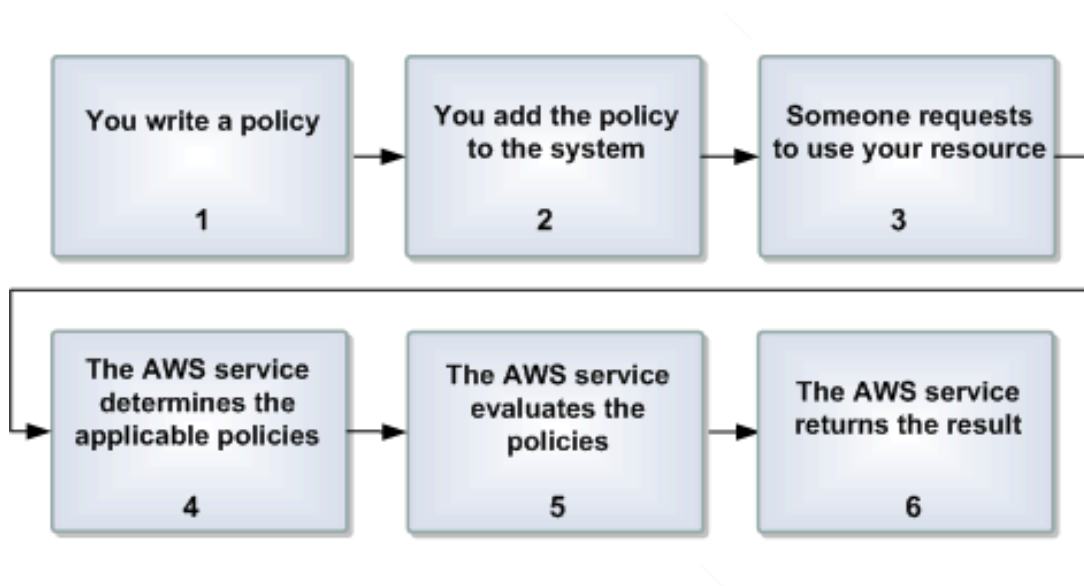 You write a policy
1
You add the policy
to the system
2
Someone requests
to use your resource
3
The AWS service
determines the
applicable policies
4
The AWS service
evaluates the
policies
5
The AWS service
returns the result
6